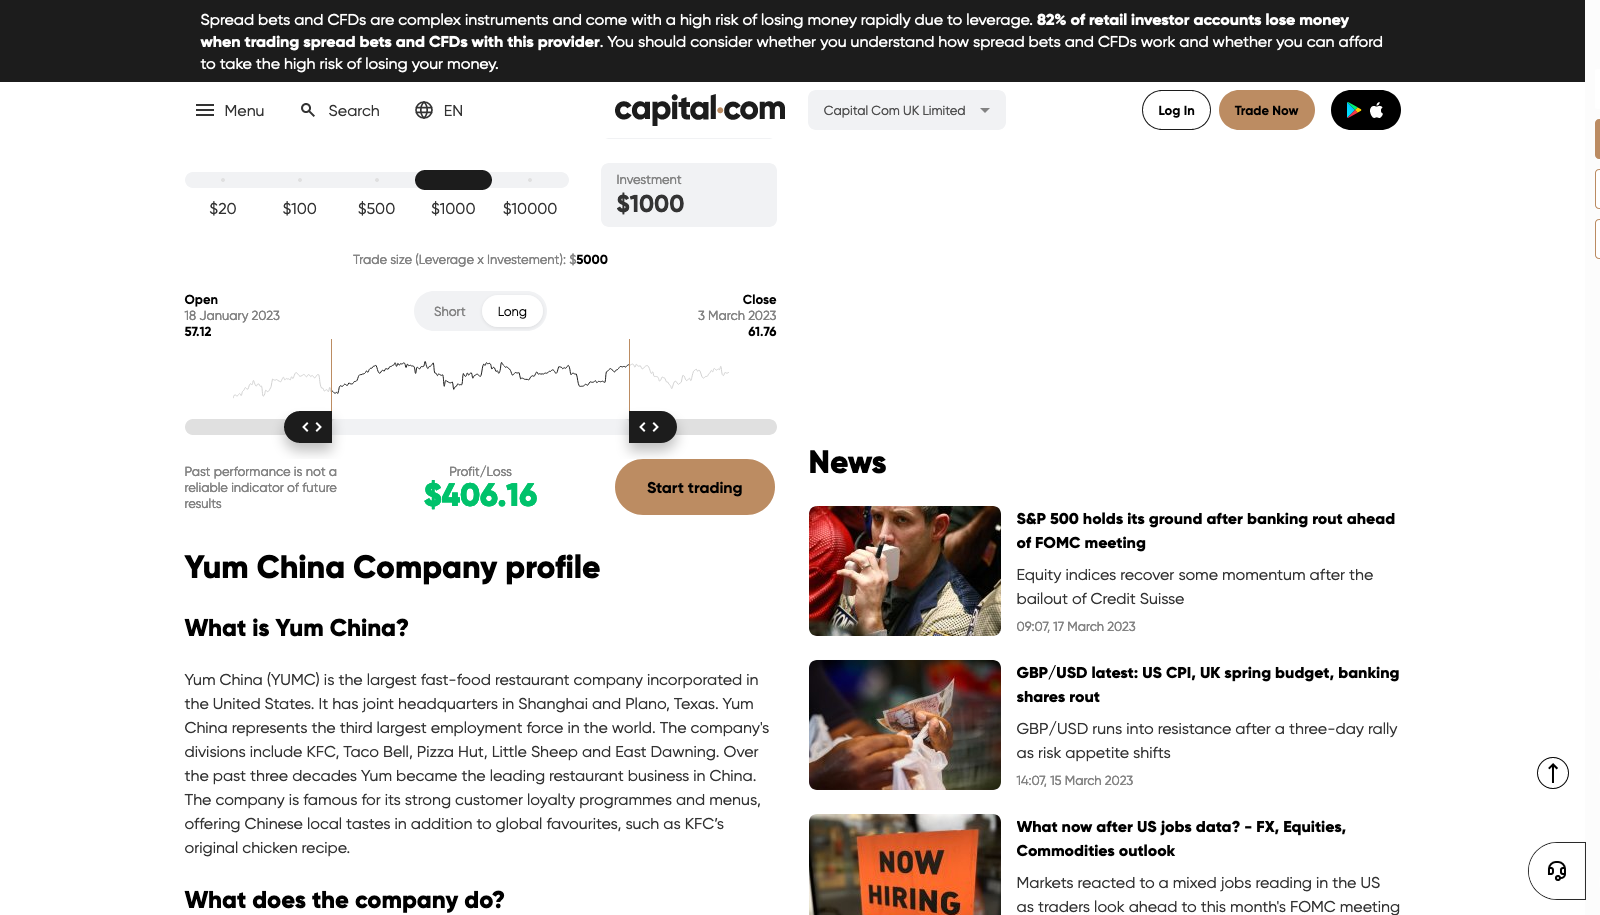 Spread bets and CFDs are complex instruments and come with a high risk of losing money rapidly due to leverage. 82% of retail investor accounts lose money
when trading spread bets and CFDs with this provider. You should consider whether you understand how spread bets and CFDs work and whether you can afford
to take the high risk of losing your money.
Menu
Search
EN
capital.com
Capital Com UK Limited
Log In
Trade Now
$20
$100
$500
$1000
$10000
Investment
$1000
Trade size (Leverage x Investement): $5000
Open
18 January 2023
57.12
Short
Long
Close
3 March 2023
61.76
Past performance is not a
reliable indicator of future
results
Profit/Loss
$406.16
Start trading
Yum China Company profile
What is Yum China?
Yum China (YUMC) is the largest fast-food restaurant company incorporated in
the United States. It has joint headquarters in Shanghai and Plano, Texas. Yum
China represents the third largest employment force in the world. The company's
divisions include KFC, Taco Bell, Pizza Hut, Little Sheep and East Dawning. Over
the past three decades Yum became the leading restaurant business in China.
The company is famous for its strong customer loyalty programmes and menus,
offering Chinese local tastes in addition to global favourites, such as KFC's
original chicken recipe.
What does the company do?
News
S&P 500 holds its ground after banking rout ahead
of FOMC meeting
Equity indices recover some momentum after the
bailout of Credit Suisse
09:07, 17 March 2023
GBP/USD latest: US CPI, UK spring budget, banking
shares rout
GBP/USD runs into resistance after a three-day rally
as risk appetite shifts
14:07, 15 March 2023
NOW
HIRING
What now after US jobs data? - FX, Equities,
Commodities outlook
Markets reacted to a mixed jobs reading in the US
as traders look ahead to this month's FOMC meeting